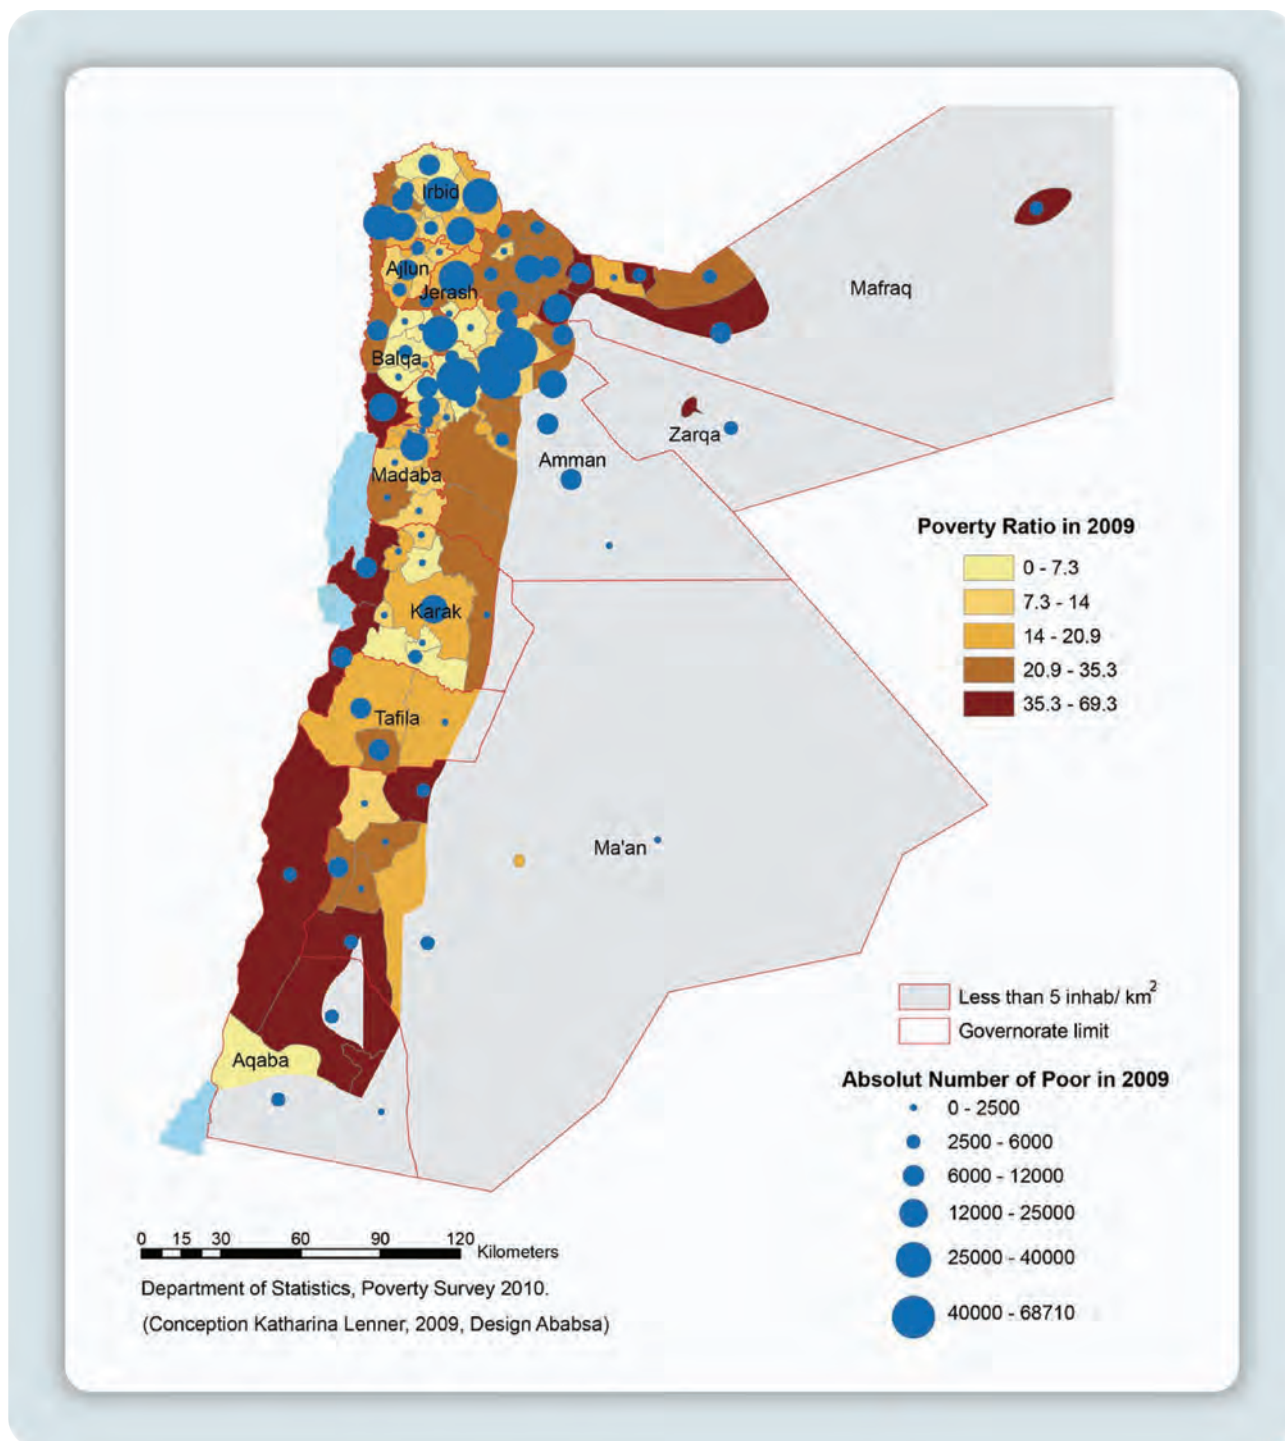 Irbid
Ajlun
Jerash
Mafraq
Balqa
Zarqa
Amman
Madaba
Karak
Tafila
Ma'an
Aqaba
Poverty Ratio in 2009
0 - 7.3
7.3 - 14
14 - 20.9
20.9 - 35.3
35.3 - 69.3
Less than 5 inhab/ km2
Governorate limit
Absolut Number of Poor in 2009
0 - 2500
2500 - 6000
6000 - 12000
12000 - 25000
25000 - 40000
40000 - 68710
0 15 30 60 90 120
Kilometers
Department of Statistics, Poverty Survey 2010.
(Conception Katharina Lenner, 2009, Design Ababsa)